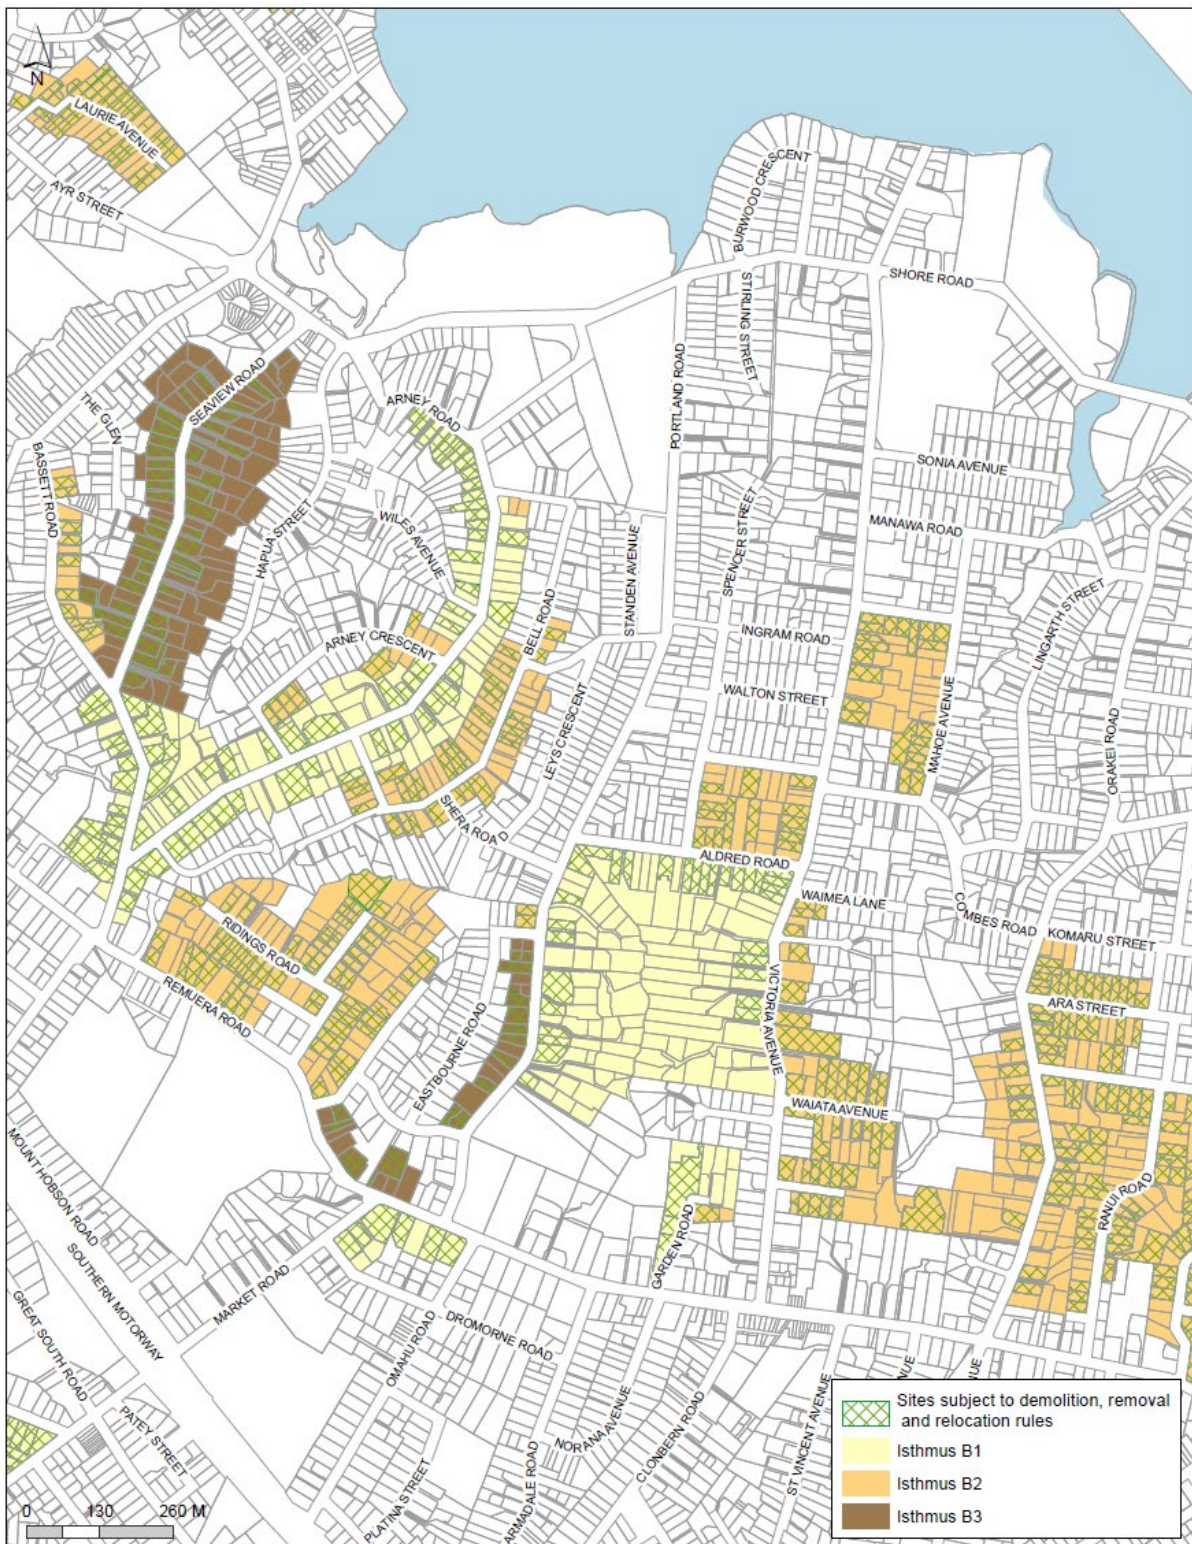 N
LAURIE AVENUE
AYR STREET
BURWOOD CRESCENT
SHORE ROAD
STIRLING STREET
PORTLAND ROAD
SEAVIEW ROAD
THE GLEN
ARNEY ROAD
BASSETT ROAD
SONIA AVENUE
HAPUA STREET
WILES AVENUE
SPENCER STREET
MANAWA ROAD
STANDEN AVENUE
LINGARTH STREET
BELL ROAD
INGRAM ROAD
ARNEY CRESCENT
WALTON STREET
MAHOE AVENUE
LEYS CRESCENT
ORAKEI ROAD
SHERA ROAD
ALDRED ROAD
WAIMEA LANE
COMBES ROAD
KOMARU STREET
RIDINGS ROAD
REMUERA ROAD
VICTORIA AVENUE
ARA STREET
EASTBOURNE ROAD
WAIATA AVENUE
MOUNT HOBSON ROAD
RANUI ROAD
GARDEN ROAD
SOUTHERN MOTORWAY
MARKET ROAD
GREAT SOUTH ROAD
OMAHU ROAD
DROMORNE ROAD
PATEY STREET
NORANA AVENUE
CLONBERN ROAD
ST VINCENT AVENUE
PLATINA STREET
ARMADALE ROAD
Sites subject to demolition, removal
and relocation rules
Isthmus B1
Isthmus B2
Isthmus B3
0 130 260 M